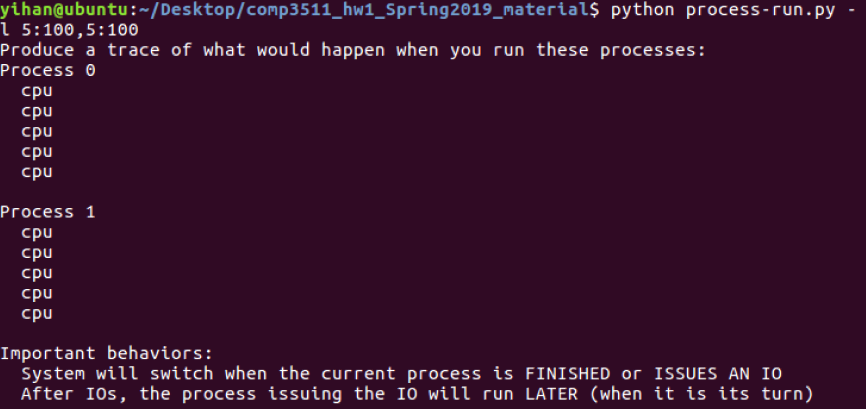 yihan@ubuntu:~/Desktop/comp3511_hw1_Spring2019_material$ python process-run.py -
l 5:100,5:100
Produce a trace of what would happen when you run these processes:
Process 0
  cpu
  cpu
  cpu
  cpu
  cpu

Process 1
  cpu
  cpu
  cpu
  cpu
  cpu

Important behaviors:
  System will switch when the current process is FINISHED or ISSUES AN IO
  After IOs, the process issuing the IO will run LATER (when it is its turn)